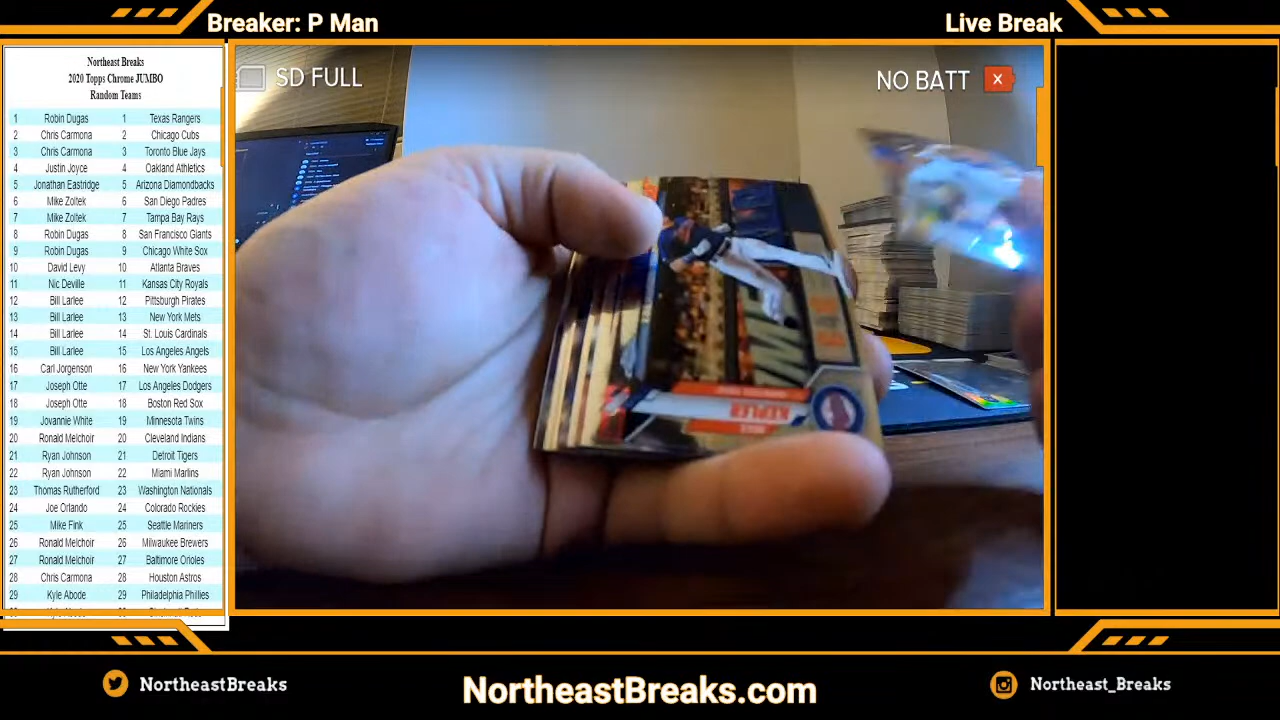 Breaker: P Man
Live Break
Northeast Breaks
2020 Topps Chrome JUMBO
Random Teams
1 Robin Dugas 1 Texas Rangers
2 Chris Carmona 2 Chicago Cubs
3 Chris Carmona 3 Toronto Blue Jays
4 Justin Joyce 4 Oakland Athletics
5 Jonathan Eastridge 5 Arizona Diamondbacks
6 Mike Zoltek 6 San Diego Padres
7 Mike Zoltek 7 Tampa Bay Rays
8 Robin Dugas 8 San Francisco Giants
9 Robin Dugas 9 Chicago White Sox
10 David Levy 10 Atlanta Braves
11 Nic Deville 11 Kansas City Royals
12 Bill Larlee 12 Pittsburgh Pirates
13 Bill Larlee 13 New York Mets
14 Bill Larlee 14 St. Louis Cardinals
15 Bill Larlee 15 Los Angeles Angels
16 Carl Jorgenson 16 New York Yankees
17 Joseph Otte 17 Los Angeles Dodgers
18 Joseph Otte 18 Boston Red Sox
19 Jovannie White 19 Minnesota Twins
20 Ronald Melchoir 20 Cleveland Indians
21 Ryan Johnson 21 Detroit Tigers
22 Ryan Johnson 22 Miami Marlins
23 Thomas Rutherford 23 Washington Nationals
24 Joe Orlando 24 Colorado Rockies
25 Mike Fink 25 Seattle Mariners
26 Ronald Melchoir 26 Milwaukee Brewers
27 Ronald Melchoir 27 Baltimore Orioles
28 Chris Carmona 28 Houston Astros
29 Kyle Abode 29 Philadelphia Phillies
SD FULL
NO BATT
KEPLER
NortheastBreaks
NortheastBreaks.com
Northeast_Breaks